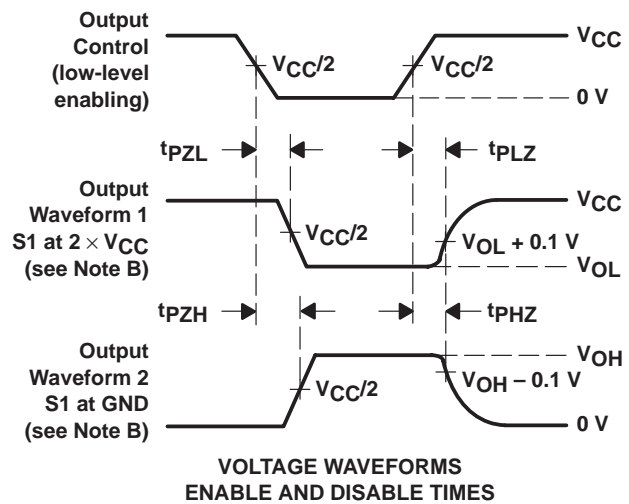 Output
Control
(low-level
enabling)
VCC
VCC/2
VCC/2
0 V
tPZL
tPLZ
Output
Waveform 1
S1 at 2 × VCC
(see Note B)
VCC
VCC/2
VOL + 0.1 V
VOL
tPZH
tPHZ
Output
Waveform 2
S1 at GND
(see Note B)
VOH
VCC/2
VOH – 0.1 V
0 V
VOLTAGE WAVEFORMS
ENABLE AND DISABLE TIMES